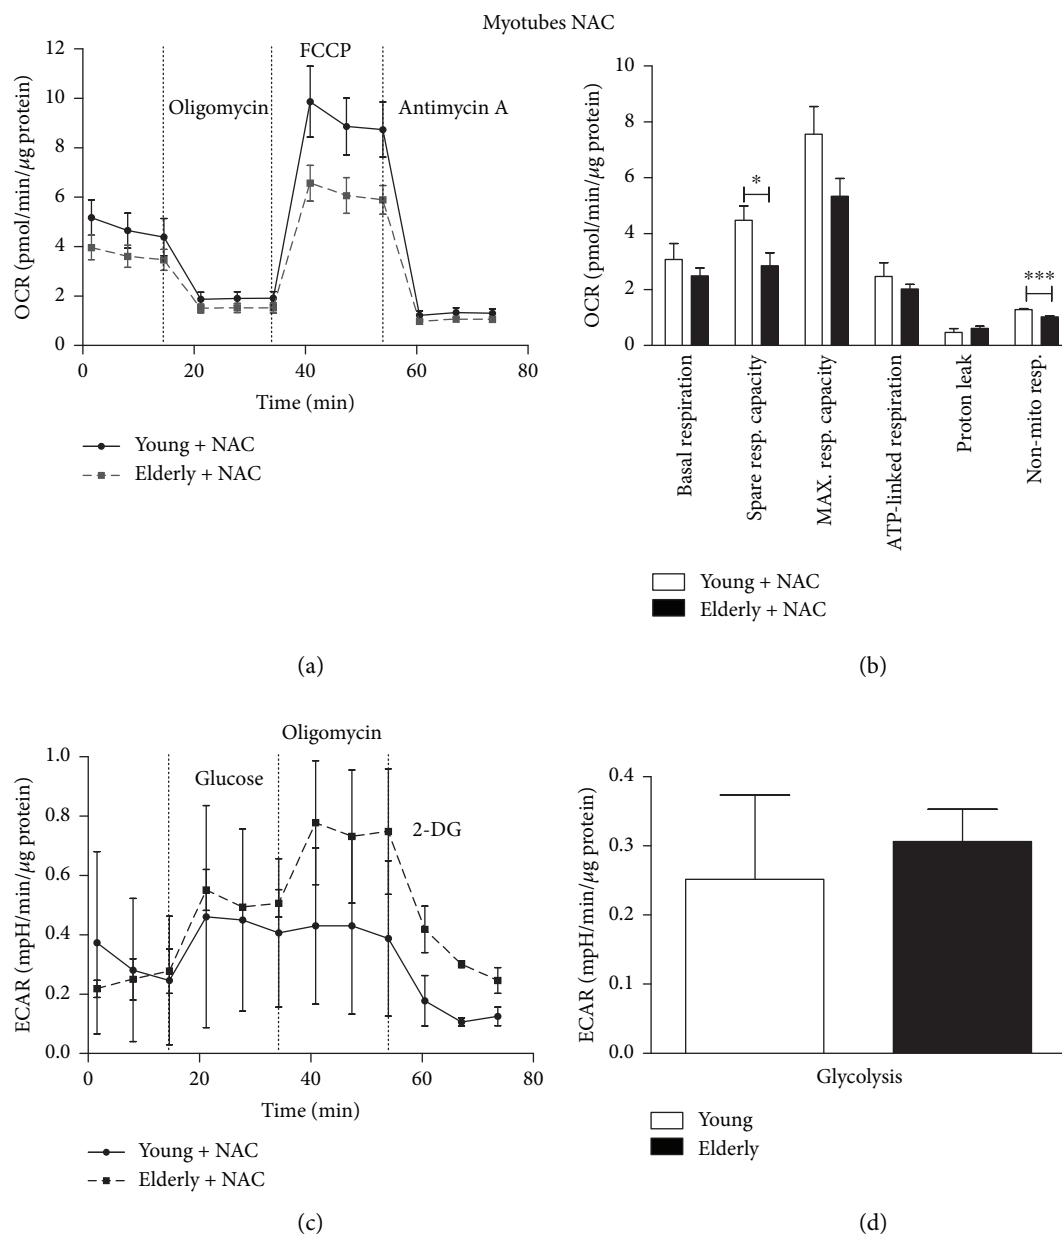 Myotubes NAC
12
10
8
6
4
2
0
OCR (pmol/min/μg protein)
FCCP
Oligomycin
Antimycin A
0 20 40 60 80
Time (min)
Young + NAC
Elderly + NAC
(a)
10
8
6
4
2
0
OCR (pmol/min/μg protein)
*
***
Basal respiration
Spare resp. capacity
MAX. resp. capacity
ATP-linked respiration
Proton leak
Non-mito resp.
Young + NAC
Elderly + NAC
(b)
1.0
0.8
0.6
0.4
0.2
0.0
ECAR (mpH/min/μg protein)
Oligomycin
Glucose
2-DG
0 20 40 60 80
Time (min)
Young + NAC
Elderly + NAC
(c)
0.4
0.3
0.2
0.1
0.0
ECAR (mpH/min/μg protein)
Glycolysis
Young
Elderly
(d)